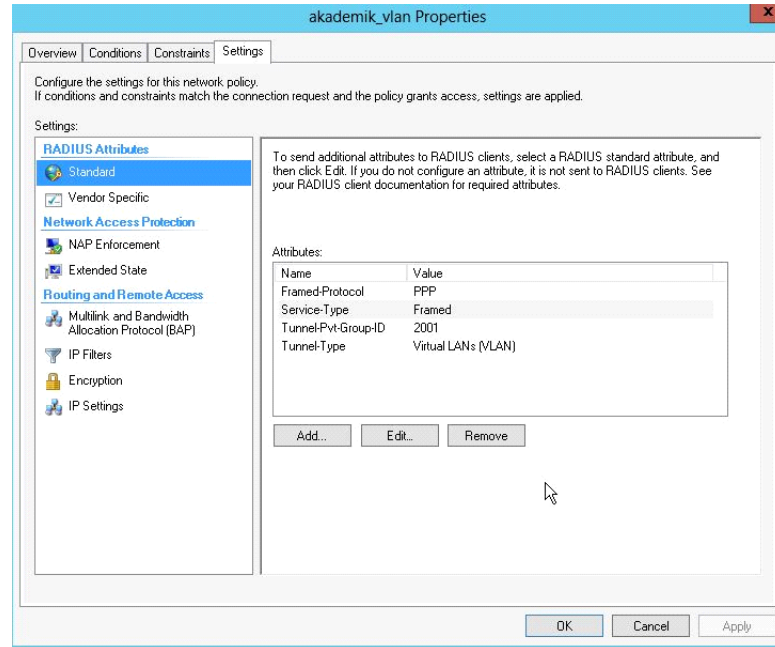 akademik_vlan Properties
x
Overview Conditions Constraints Settings
Configure the settings for this network policy.
If conditions and constraints match the connection request and the policy grants access, settings are applied.
Settings:
RADIUS Attributes
Standard
Vendor Specific
Network Access Protection
NAP Enforcement
Extended State
Routing and Remote Access
Multilink and Bandwidth
Allocation Protocol (BAP)
IP Filters
Encryption
IP Settings
To send additional attributes to RADIUS clients, select a RADIUS standard attribute, and
then click Edit. If you do not configure an attribute, it is not sent to RADIUS clients. See
your RADIUS client documentation for required attributes.
Attributes:
Name Value
Framed-Protocol PPP
Service-Type Framed
Tunnel-Pvt-Group-ID 2001
Tunnel-Type Virtual LANs (VLAN)
Add... Edit... Remove
OK Cancel Apply